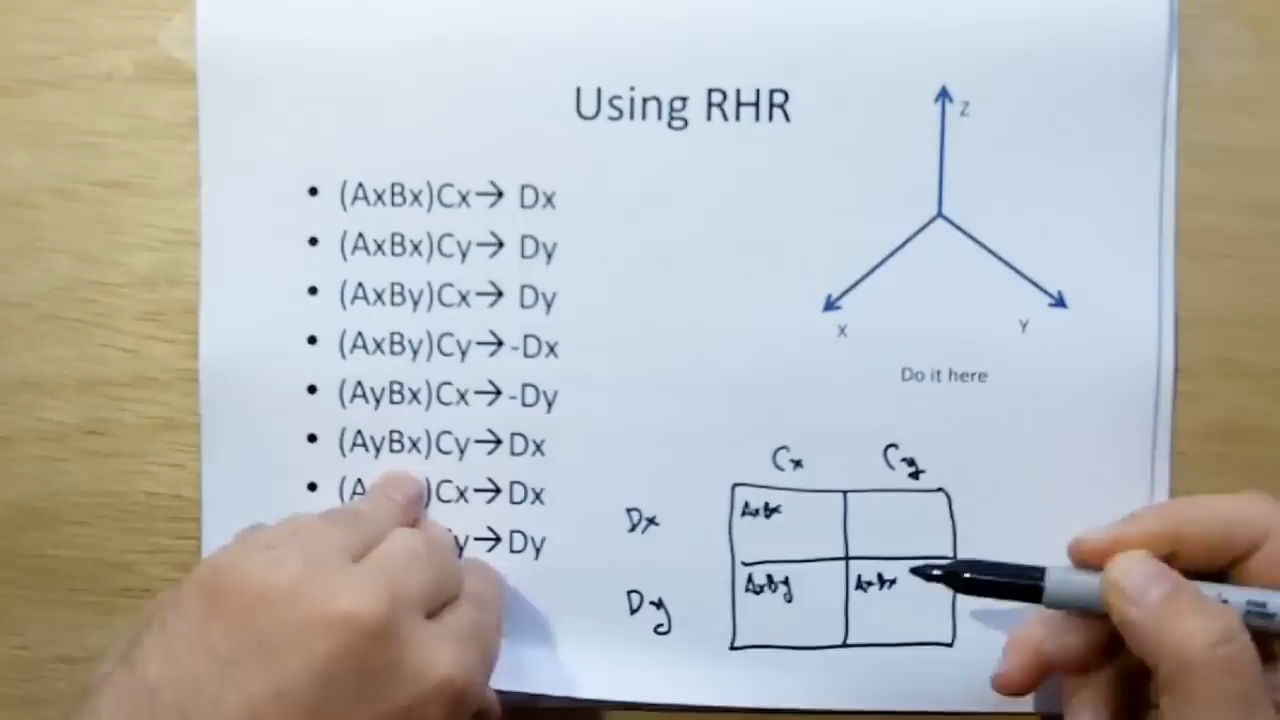 Using RHR
• (AxBx)Cx→ Dx
• (AxBx)Cy→ Dy
• (AxBy)Cx→ Dy
• (AxBy)Cy→-Dx
• (AyBx)Cx→-Dy
• (AyBx)Cy→Dx
• (A )Cx→Dx
y→Dy
Z
X
Y
Do it here
Cx Cy
Dx AxBx
Dy AxBy AxBx